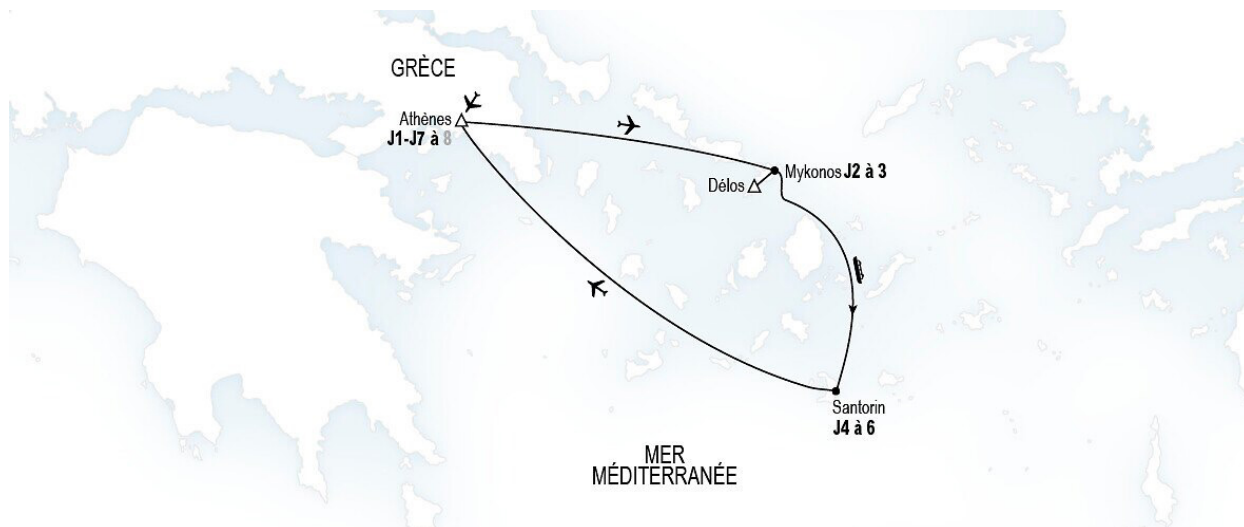 GRÈCE
Athènes
J1-J7 à 8
Mykonos J2 à 3
Délos
Santorin
J4 à 6
MER
MÉDITERRANÉE